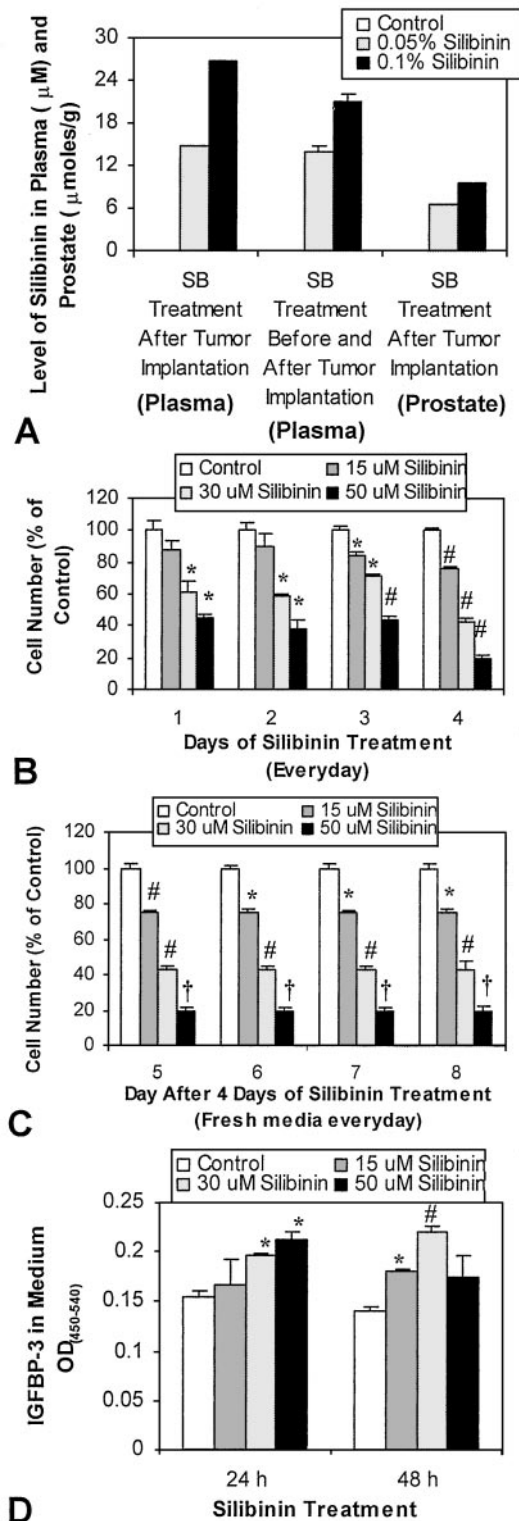 Level of Silibinin in Plasma ( μM) and
Prostate ( μmoles/g)
30
24
18
12
6
0
Control
0.05% Silibinin
0.1% Silibinin
SB
Treatment
After Tumor
Implantation
(Plasma)
SB
Treatment
Before and
After Tumor
Implantation
(Plasma)
SB
Treatment
After Tumor
Implantation
(Prostate)
A
Control
15 uM Silibinin
30 uM Silibinin
50 uM Silibinin
Cell Number (% of
Control)
120
100
80
60
40
20
0
* *
* *
* * #
# # #
1 2 3 4
Days of Silibinin Treatment
(Everyday)
B
Control
15 uM Silibinin
30 uM Silibinin
50 uM Silibinin
Cell Number (% of Control)
120
100
80
60
40
20
0
# # †
* # †
* # †
* # †
5 6 7 8
Day After 4 Days of Silibinin Treatment
(Fresh media everyday)
C
Control
15 uM Silibinin
30 uM Silibinin
50 uM Silibinin
IGFBP-3 in Medium
OD(450-540)
0.25
0.2
0.15
0.1
0.05
0
* *
* #
24 h 48 h
Silibinin Treatment
D